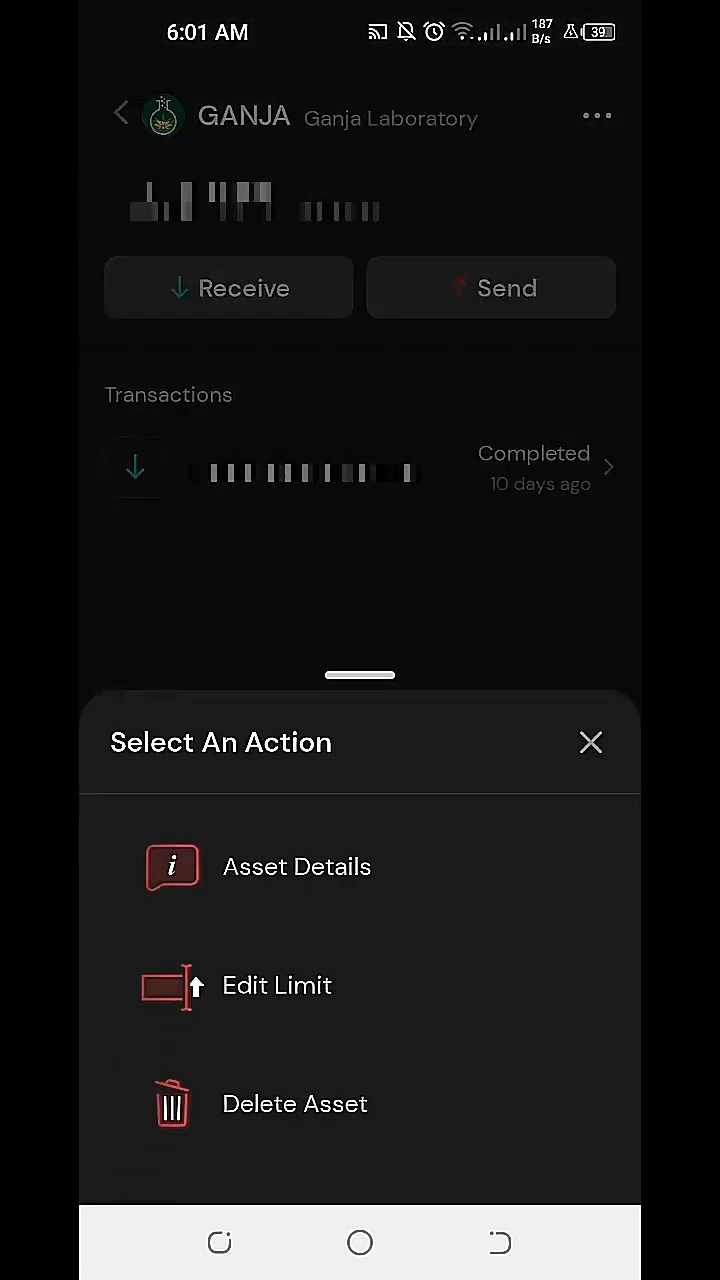 6:01 AM
187
B/s
39
GANJA Ganja Laboratory
Receive
Send
Transactions
Completed
10 days ago
Select An Action
i Asset Details
Edit Limit
Delete Asset